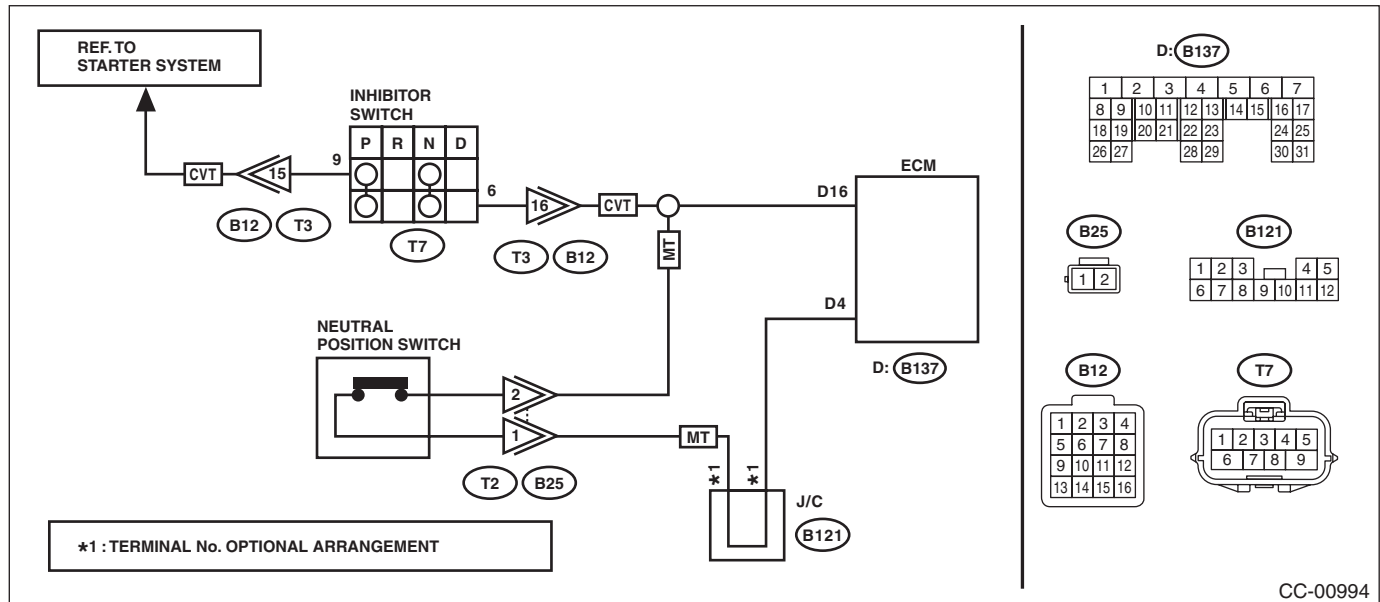 REF. TO
STARTER SYSTEM
INHIBITOR
SWITCH
P R N D
9
CVT
15
B12 T3
T7
6
16
CVT
T3 B12
MT
ECM
D16
D4
D: B137
NEUTRAL
POSITION SWITCH
2
1
MT
T2 B25
*1 *1
J/C
B121
*1 : TERMINAL No. OPTIONAL ARRANGEMENT
D: B137
1 2 3 4 5 6 7
8 9 10 11 12 13 14 15 16 17
18 19 20 21 22 23 24 25
26 27 28 29 30 31
B25
1 2
B121
1 2 3 4 5
6 7 8 9 10 11 12
B12
1 2 3 4
5 6 7 8
9 10 11 12
13 14 15 16
T7
1 2 3 4 5
6 7 8 9
CC-00994